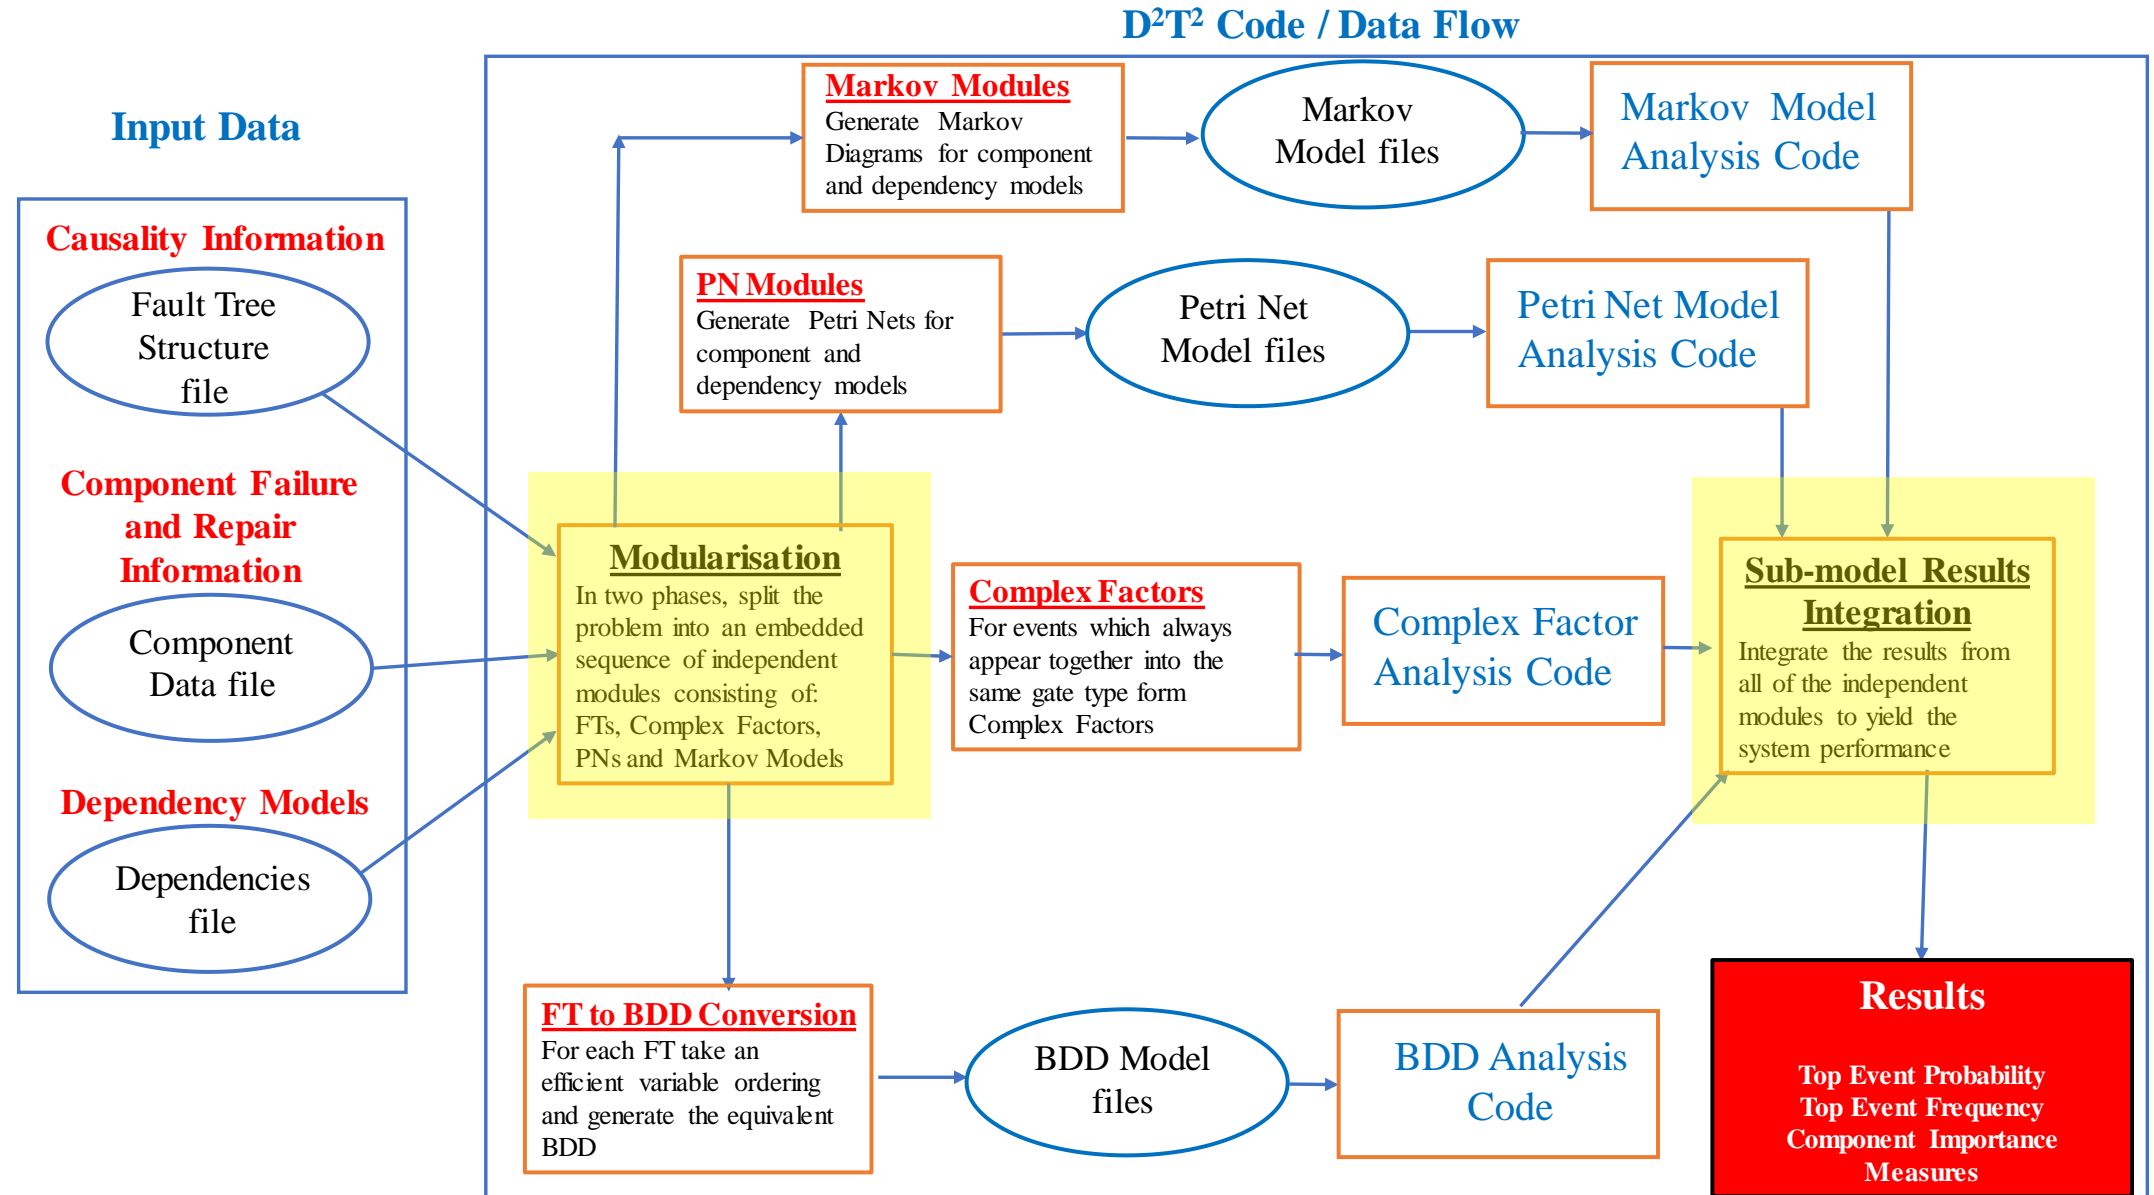 D²T² Code / Data Flow
Input Data
Causality Information
Fault Tree
Structure
file
Component Failure
and Repair
Information
Component
Data file
Dependency Models
Dependencies
file
Markov Modules
Generate Markov
Diagrams for component
and dependency models
Markov
Model files
Markov Model
Analysis Code
PN Modules
Generate Petri Nets for
component and
dependency models
Petri Net
Model files
Petri Net Model
Analysis Code
Modularisation
In two phases, split the
problem into an embedded
sequence of independent
modules consisting of:
FTs, Complex Factors,
PNs and Markov Models
Complex Factors
For events which always
appear together into the
same gate type form
Complex Factors
Complex Factor
Analysis Code
Sub-model Results
Integration
Integrate the results from
all of the independent
modules to yield the
system performance
FT to BDD Conversion
For each FT take an
efficient variable ordering
and generate the equivalent
BDD
BDD Model
files
BDD Analysis
Code
Results
Top Event Probability
Top Event Frequency
Component Importance
Measures